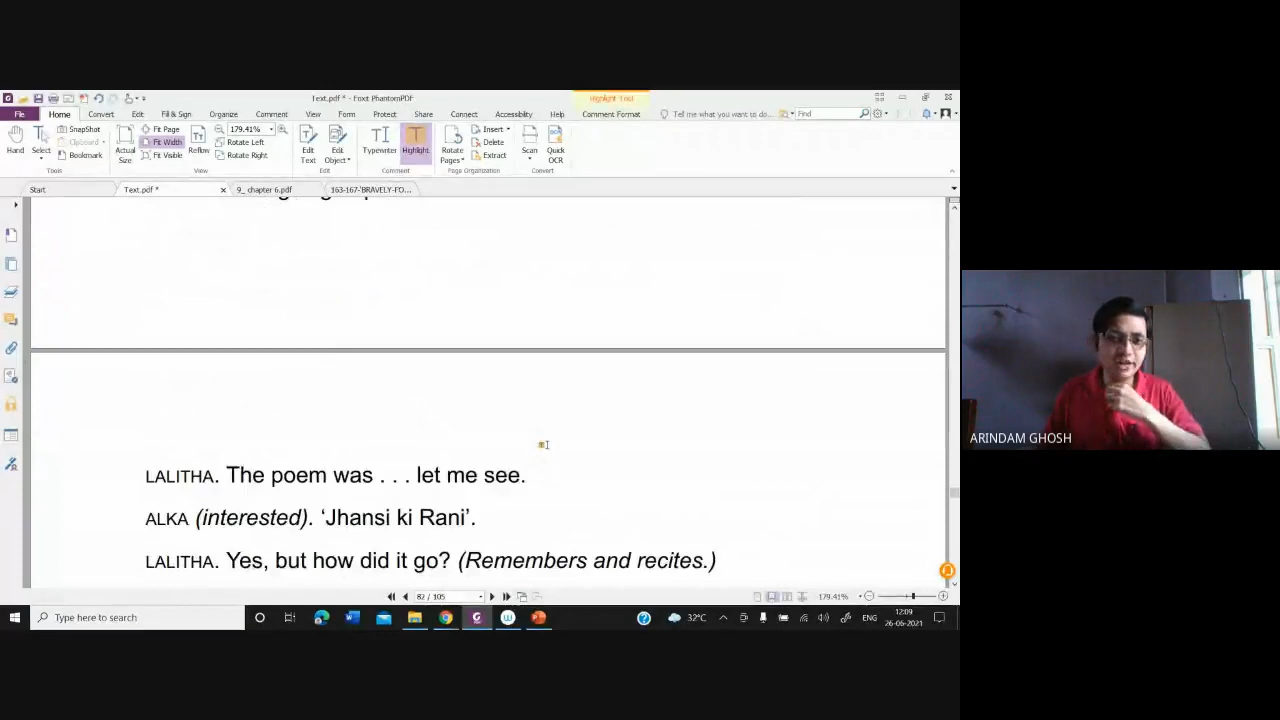 Text.pdf * - Foxit PhantomPDF
Highlight Tool
File Home Convert Edit Fill & Sign Organize Comment View Form Protect Share Connect Accessibility Help Comment Format Tell me what you want to do... Find
Hand
Select
SnapShot
Clipboard
Bookmark
Tools
Actual Size
Fit Page
Fit Width
Fit Visible
Reflow
179.41%
Rotate Left
Rotate Right
View
Edit Text
Edit Object
Edit
Typewriter
Highlight
Comment
Rotate Pages
Insert
Delete
Extract
Page Organization
Scan
Quick OCR
Convert
Start
Text.pdf *
9_ chapter 6.pdf
163-167-'BRAVELY-FO...
LALITHA. The poem was . . . let me see.
ALKA (interested). ‘Jhansi ki Rani’.
LALITHA. Yes, but how did it go? (Remembers and recites.)
82 / 105
179.41%
Type here to search
32°C
ENG
12:09
26-06-2021
ARINDAM GHOSH